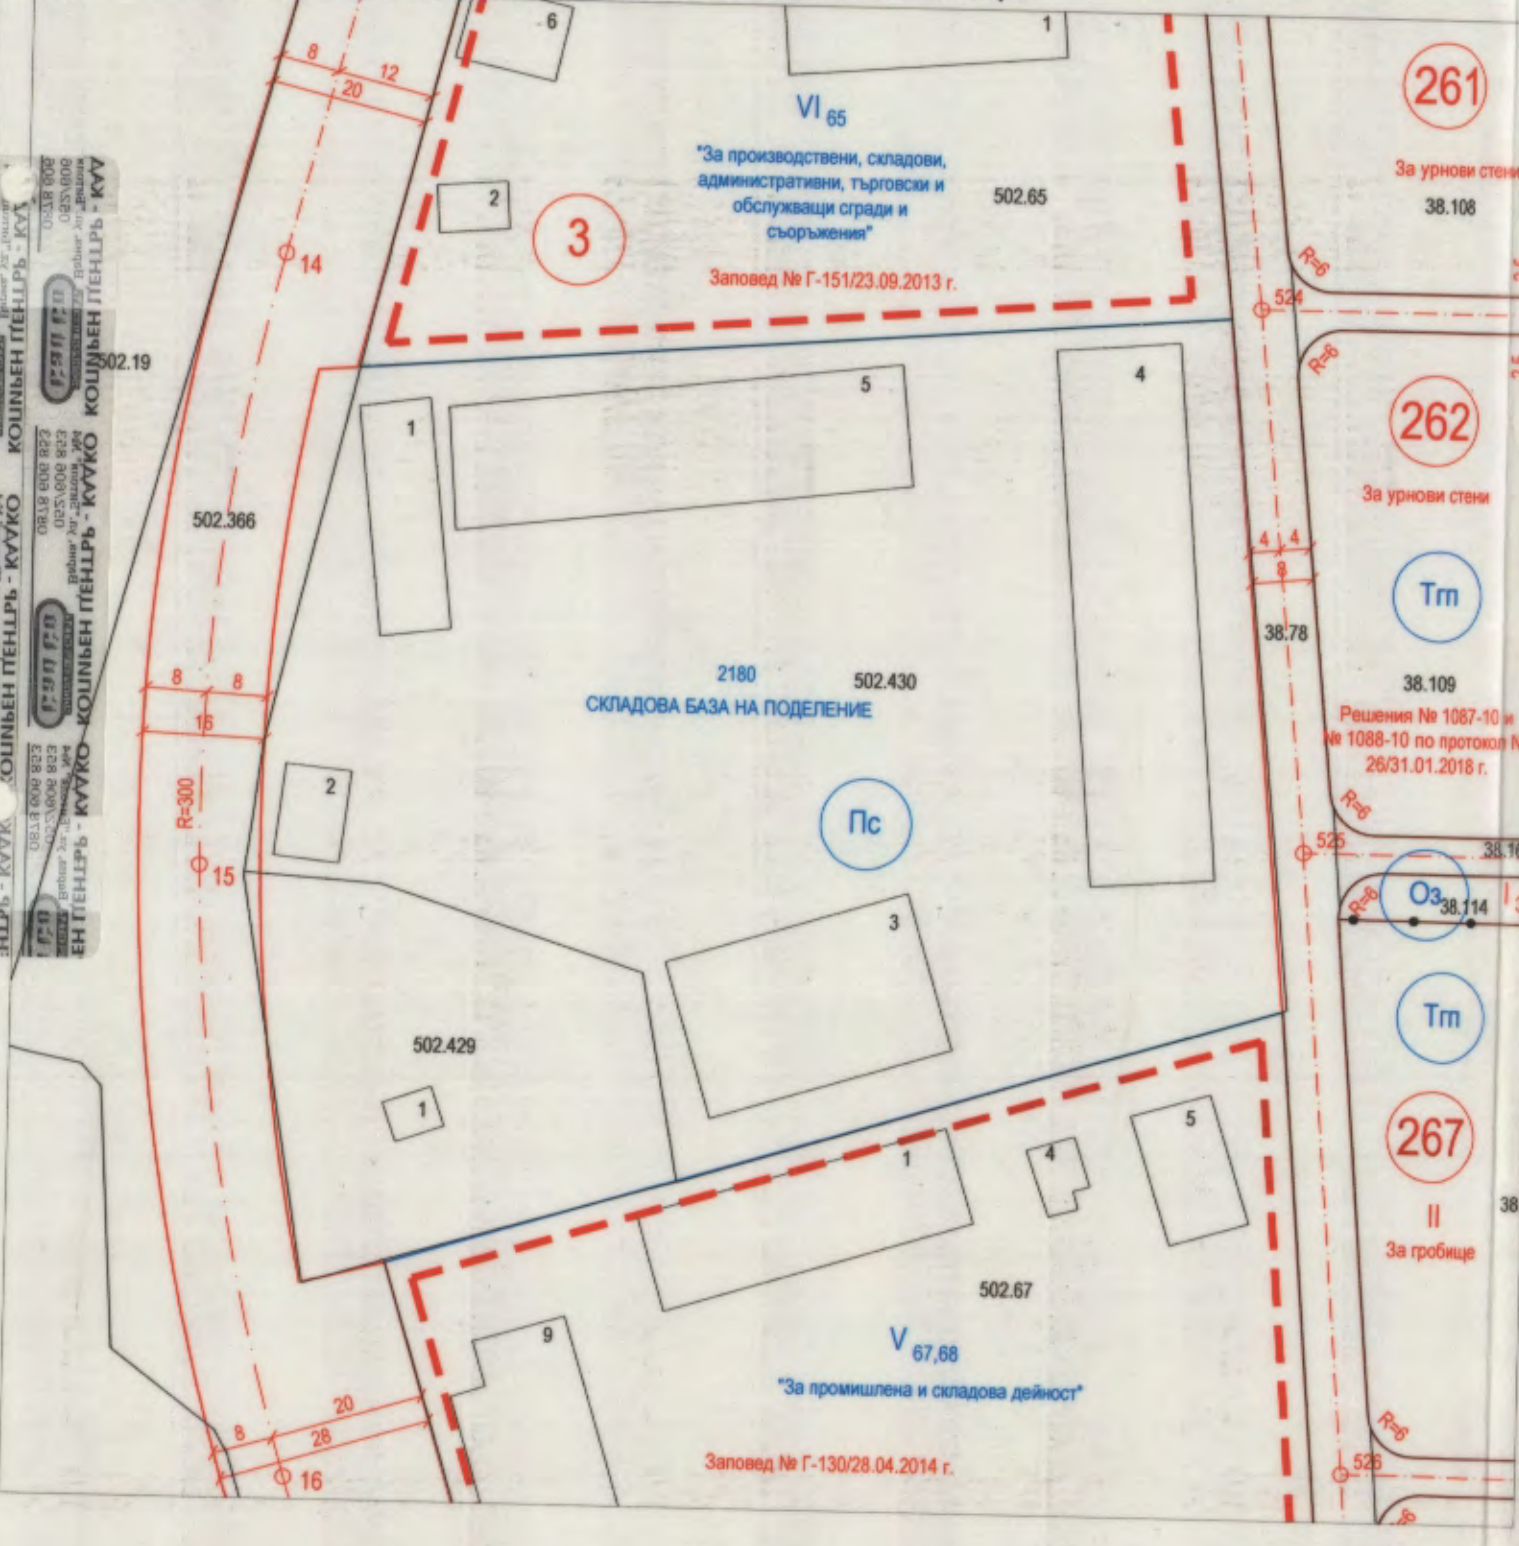 6
1
8
12
20
261
VI 65
"За производствени, складови,
административни, търговски и
обслужващи сгради и
съоръжения"
502.65
За урнови стени
38.108
2
3
14
Заповед № Г-151/23.09.2013 г.
R=6
524
502.19
R=6
5
4
1
262
За урнови стени
502.366
4
4
8
Тгп
38.78
8
8
16
2180
502.430
СКЛАДОВА БАЗА НА ПОДЕЛЕНИЕ
38.109
Решения № 1087-10 и
№ 1088-10 по протокол №
26/31.01.2018 г.
2
R=300
Пс
R=6
525
15
Оз
38.114
R=6
3
502.429
Тгп
1
267
1
4
5
II
За гробище
502.67
9
V 67,68
"За промишлена и складова дейност"
8
20
28
16
Заповед № Г-130/28.04.2014 г.
R=6
526